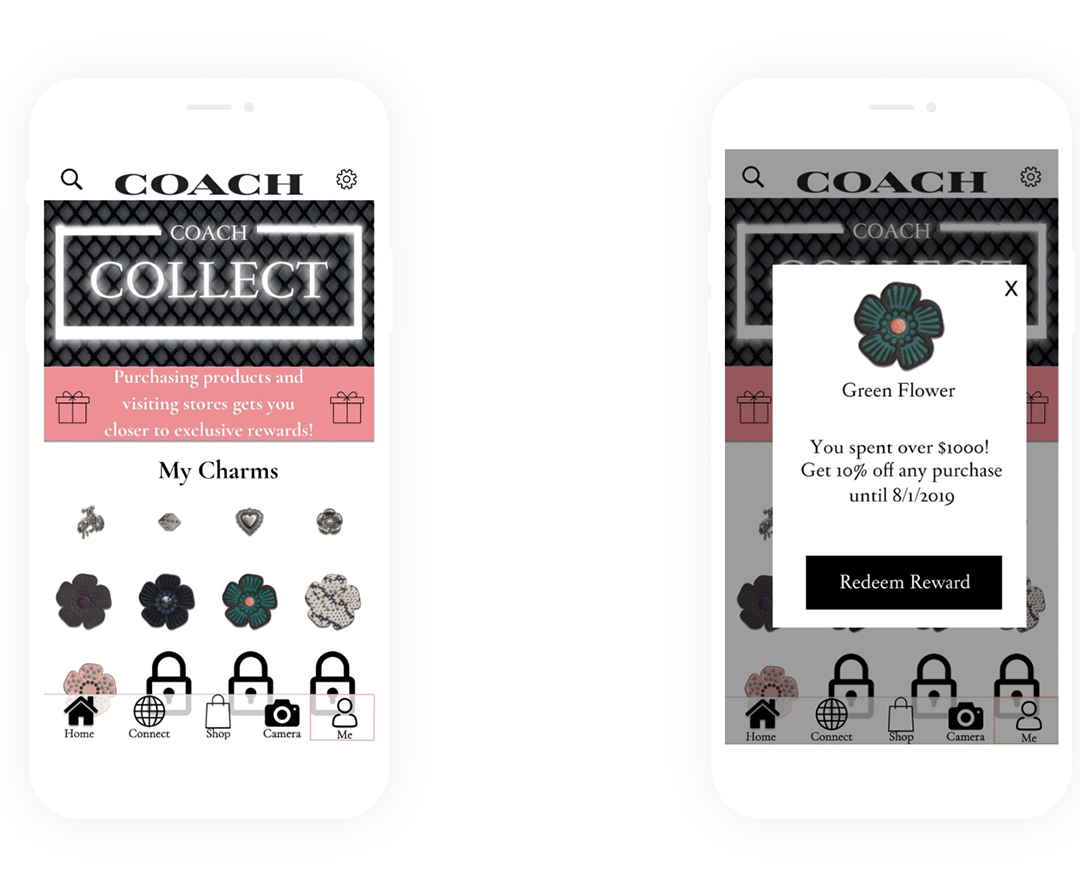 COACH
COACH
COLLECT
Purchasing products and
visiting stores gets you
closer to exclusive rewards!
My Charms
Home
Connect
Shop
Camera
Me
COACH
COACH
COLLECT
X
Green Flower
You spent over $1000!
Get 10% off any purchase
until 8/1/2019
Redeem Reward
Home
Connect
Shop
Camera
Me